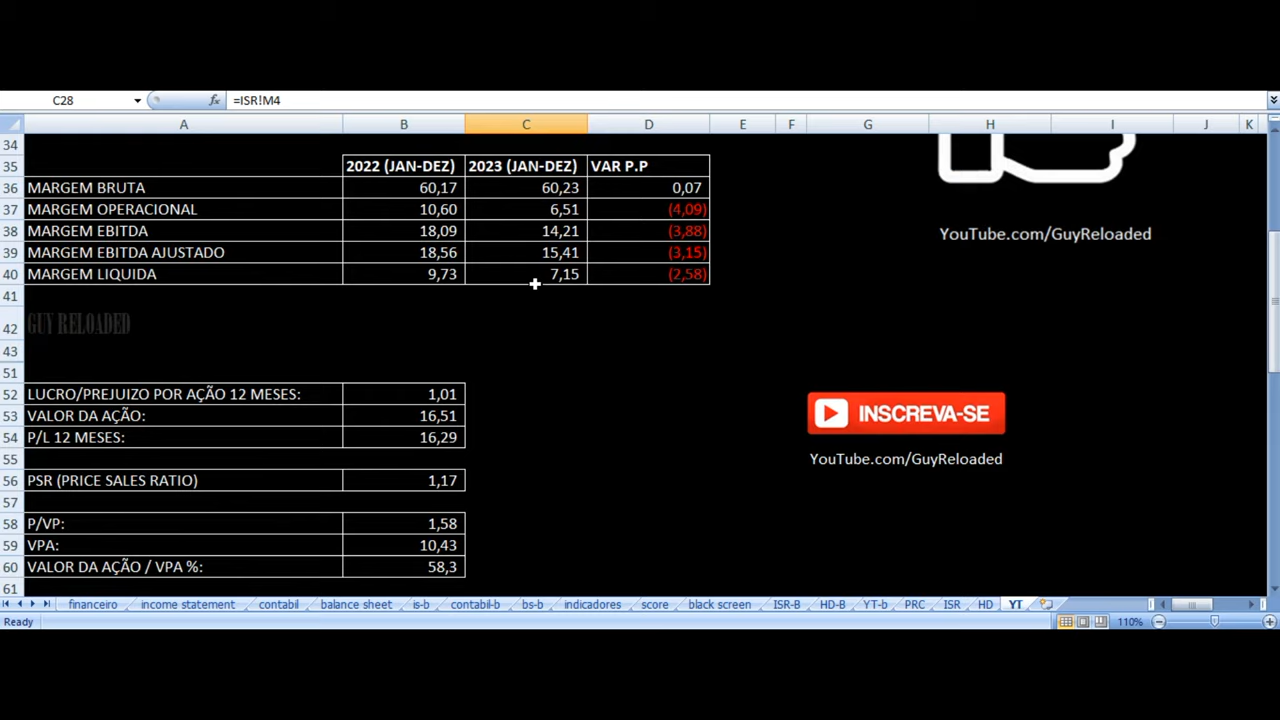 C28 =ISR!M4
A B C D E F G H I J K
34
35 2022 (JAN-DEZ) 2023 (JAN-DEZ) VAR P.P
36 MARGEM BRUTA 60,17 60,23 0,07
37 MARGEM OPERACIONAL 10,60 6,51 (4,09)
38 MARGEM EBITDA 18,09 14,21 (3,88)
39 MARGEM EBITDA AJUSTADO 18,56 15,41 (3,15)
40 MARGEM LIQUIDA 9,73 7,15 (2,58)
YouTube.com/GuyReloaded
41
42 GUY RELOADED
43
51
52 LUCRO/PREJUIZO POR AÇÃO 12 MESES: 1,01
53 VALOR DA AÇÃO: 16,51
54 P/L 12 MESES: 16,29
INSCREVA-SE
YouTube.com/GuyReloaded
55
56 PSR (PRICE SALES RATIO) 1,17
57
58 P/VP: 1,58
59 VPA: 10,43
60 VALOR DA AÇÃO / VPA %: 58,3
61
financeiro income statement contabil balance sheet is-b contabil-b bs-b indicadores score black screen ISR-B HD-B YT-b PRC ISR HD YT
Ready 110%